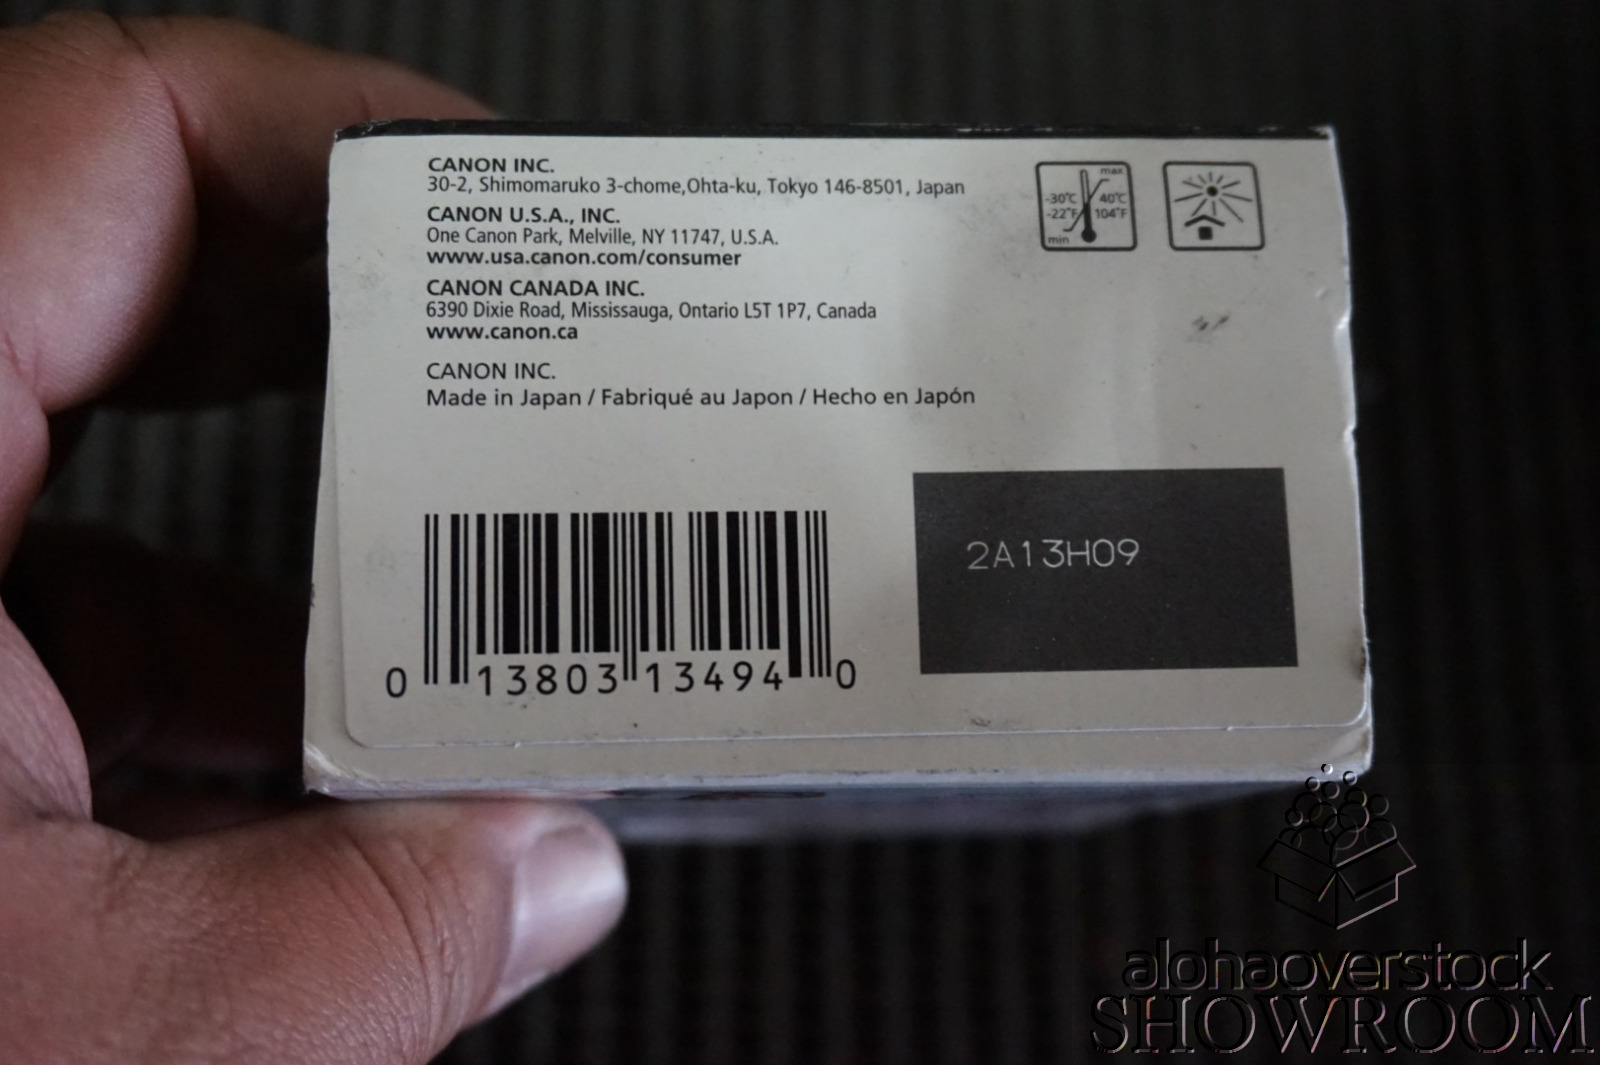 CANON INC.
30-2, Shimomaruko 3-chome,Ohta-ku, Tokyo 146-8501, Japan
CANON U.S.A., INC.
One Canon Park, Melville, NY 11747, U.S.A.
www.usa.canon.com/consumer
CANON CANADA INC.
6390 Dixie Road, Mississauga, Ontario L5T 1P7, Canada
www.canon.ca
CANON INC.
Made in Japan / Fabriqué au Japon / Hecho en Japón
max
-30°C 40°C
-22°F 104°F
min
2A13H09
0 13803 13494 0
alohaoverstock
SHOWROOM